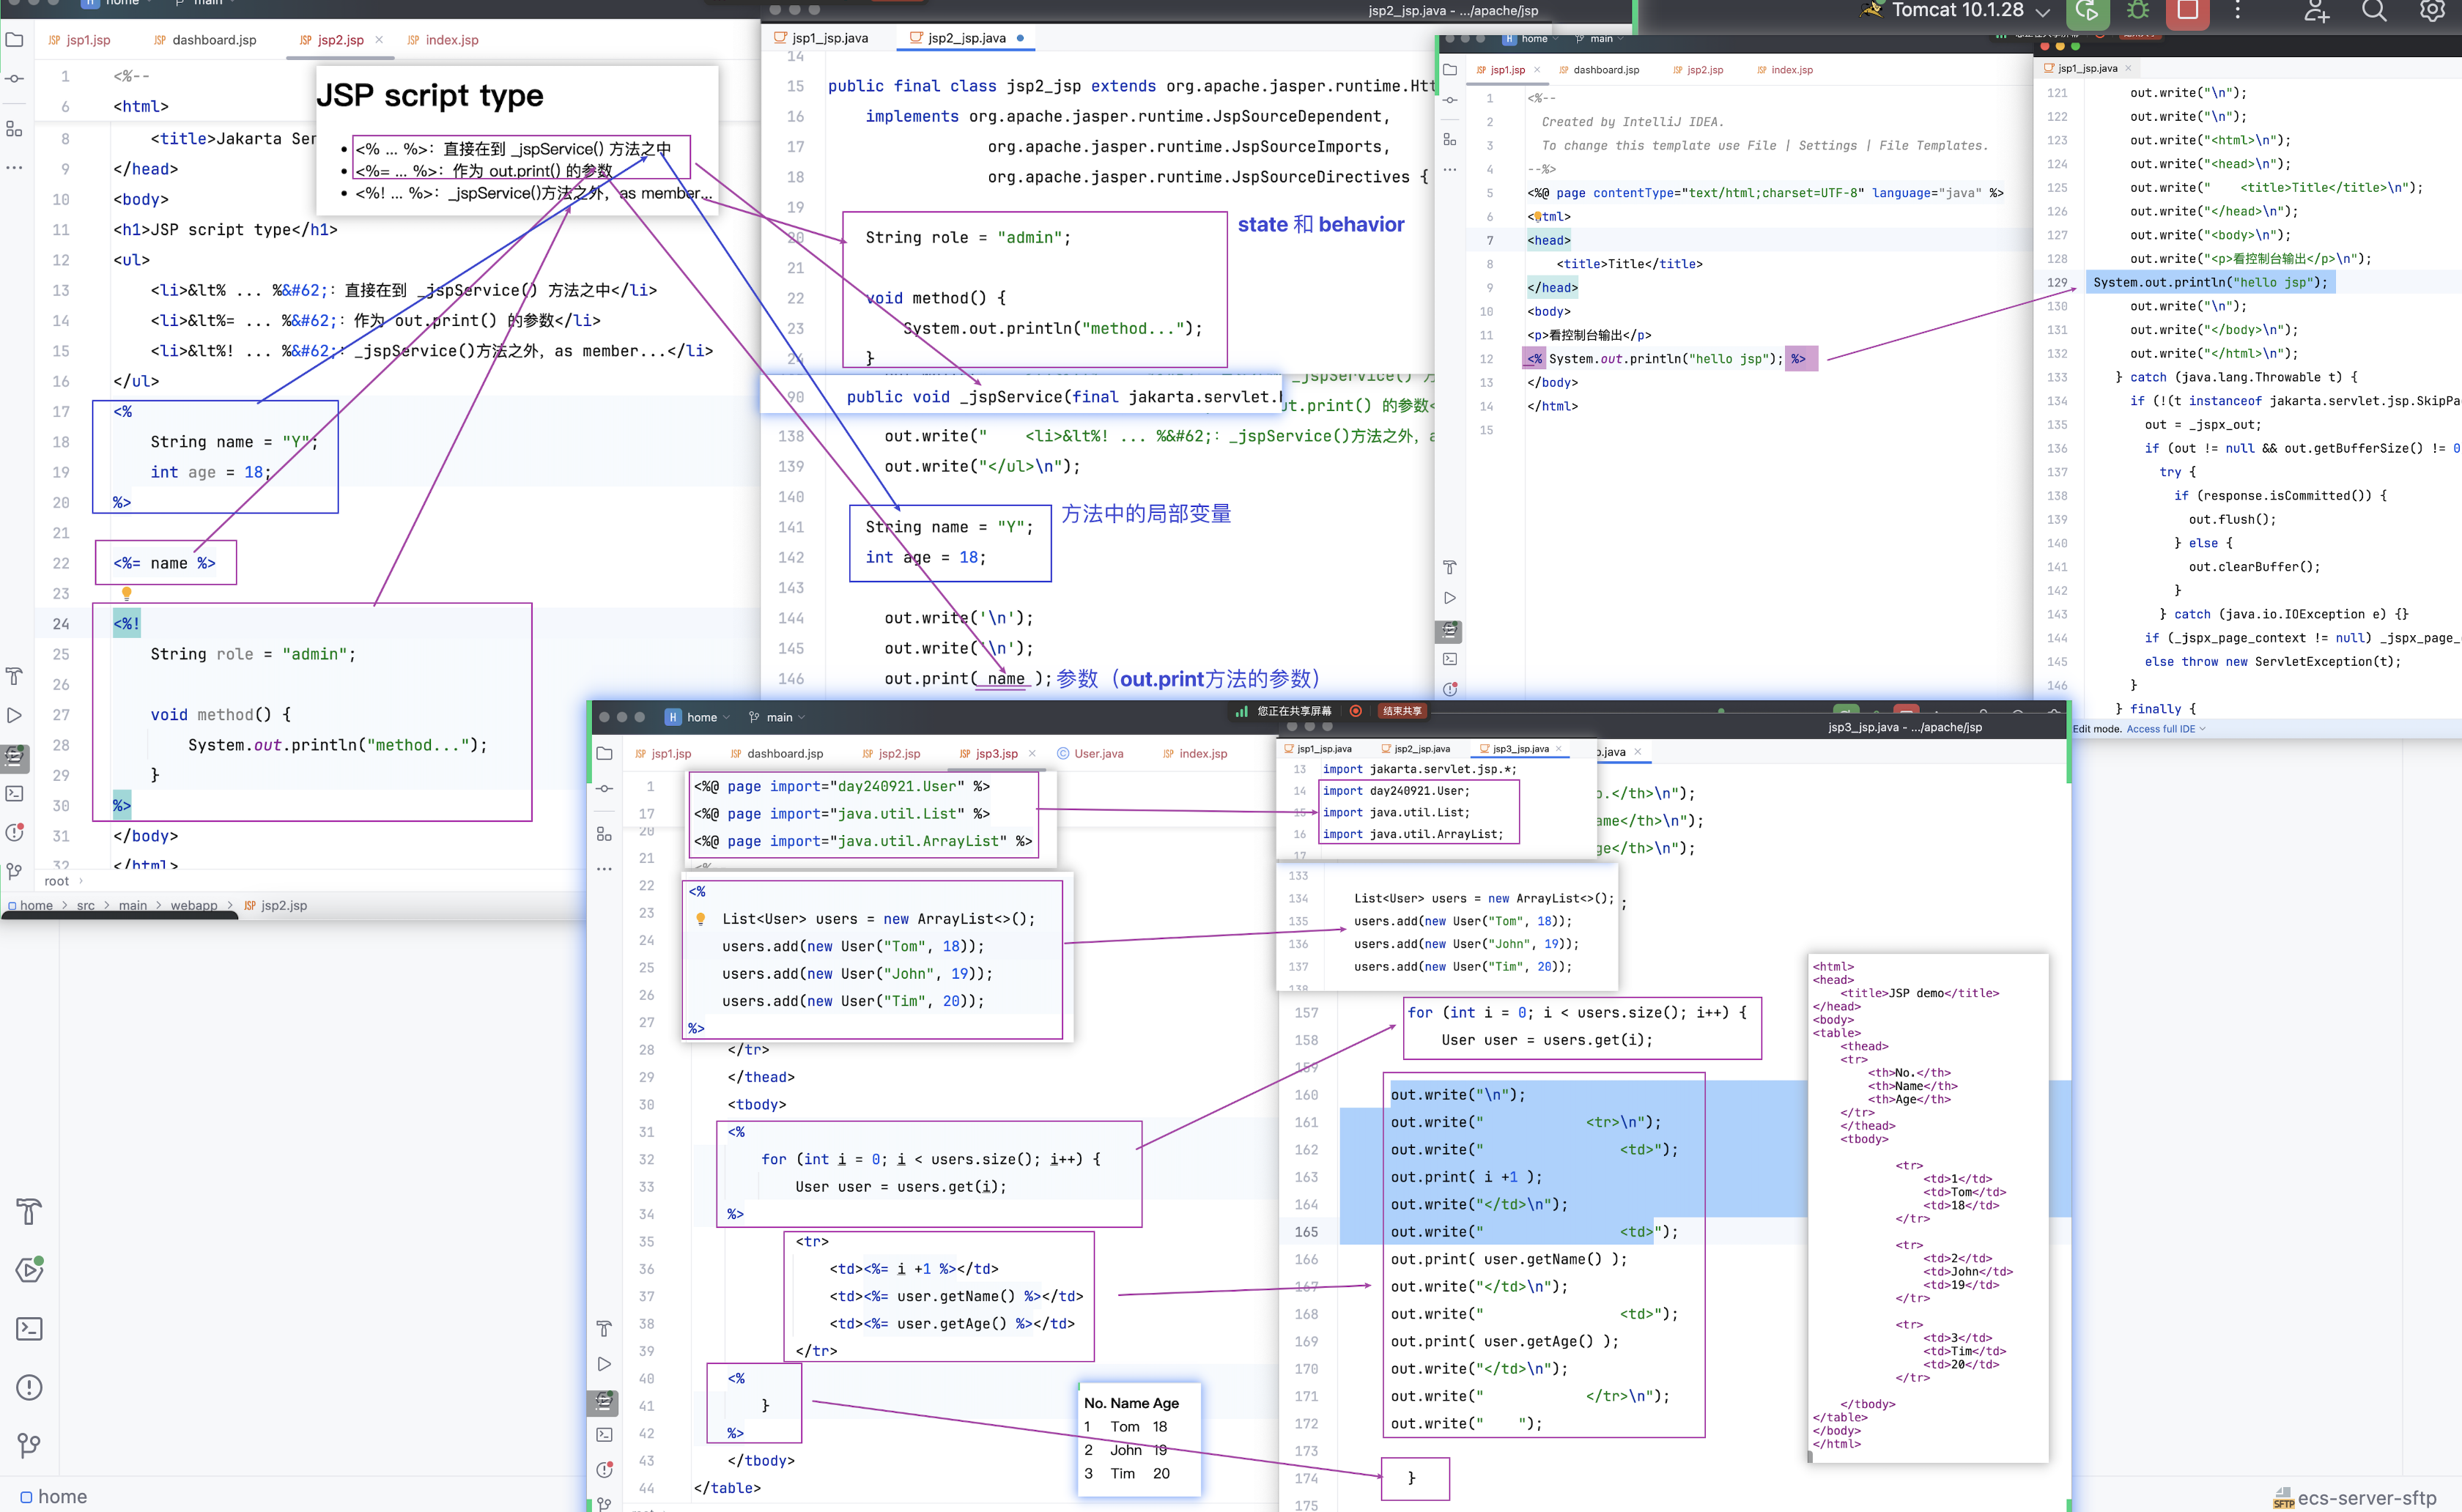 home main
jsp1.jsp dashboard.jsp jsp2.jsp index.jsp
1 <%--
6 <html>
8 <title>Jakarta Ser
9 </head>
10 <body>
11 <h1>JSP script type</h1>
12 <ul>
13 <li>&lt% ... %&#62;: 直接在到 _jspService() 方法之中</li>
14 <li>&lt%= ... %&#62;: 作为 out.print() 的参数</li>
15 <li>&lt%! ... %&#62;: _jspService()方法之外, as member...</li>
16 </ul>
17 <%
18 String name = "Y";
19 int age = 18;
20 %>
21
22 <%= name %>
23
24 <%!
25 String role = "admin";
26
27 void method() {
28 System.out.println("method...");
29 }
30 %>
31 </body>
32 </html>
root
home > src > main > webapp > jsp2.jsp
JSP script type
• <% ... %>: 直接在到 _jspService() 方法之中
• <%= ... %>: 作为 out.print() 的参数
• <%! ... %>: _jspService()方法之外, as member...
jsp2_jsp.java - .../apache/jsp
jsp1_jsp.java jsp2_jsp.java
14
15 public final class jsp2_jsp extends org.apache.jasper.runtime.Htt
16 implements org.apache.jasper.runtime.JspSourceDependent,
17 org.apache.jasper.runtime.JspSourceImports,
18 org.apache.jasper.runtime.JspSourceDirectives {
19
20 String role = "admin";
21
22 void method() {
23 System.out.println("method...");
24 }
state 和 behavior
_jspService() 方
90 public void _jspService(final jakarta.servlet.h
ut.print() 的参数<
138 out.write("    <li>&lt%! ... %&#62;: _jspService()方法之外, a
139 out.write("</ul>\n");
140
141 String name = "Y";
142 int age = 18;
方法中的局部变量
143
144 out.write('\n');
145 out.write('\n');
146 out.print( name );
参数（out.print方法的参数）
Tomcat 10.1.28
home main
jsp1.jsp dashboard.jsp jsp2.jsp index.jsp
1 <%--
2 Created by IntelliJ IDEA.
3 To change this template use File | Settings | File Templates.
4 --%>
5 <%@ page contentType="text/html;charset=UTF-8" language="java" %>
6 <html>
7 <head>
8 <title>Title</title>
9 </head>
10 <body>
11 <p>看控制台输出</p>
12 <% System.out.println("hello jsp"); %>
13 </body>
14 </html>
15
jsp1_jsp.java
121 out.write("\n");
122 out.write("\n");
123 out.write("<html>\n");
124 out.write("<head>\n");
125 out.write("    <title>Title</title>\n");
126 out.write("</head>\n");
127 out.write("<body>\n");
128 out.write("<p>看控制台输出</p>\n");
129 System.out.println("hello jsp");
130 out.write("\n");
131 out.write("</body>\n");
132 out.write("</html>\n");
133 } catch (java.lang.Throwable t) {
134 if (!(t instanceof jakarta.servlet.jsp.SkipPa
135 out = _jspx_out;
136 if (out != null && out.getBufferSize() != 0
137 try {
138 if (response.isCommitted()) {
139 out.flush();
140 } else {
141 out.clearBuffer();
142 }
143 } catch (java.io.IOException e) {}
144 if (_jspx_page_context != null) _jspx_page_
145 else throw new ServletException(t);
146 }
} finally {
Edit mode. Access full IDE
home main
您正在共享屏幕 结束共享
jsp1.jsp dashboard.jsp jsp2.jsp jsp3.jsp User.java index.jsp
1 <%@ page import="day240921.User" %>
17 <%@ page import="java.util.List" %>
20 <%@ page import="java.util.ArrayList" %>
21 <%
22 <%
23 List<User> users = new ArrayList<>();
24 users.add(new User("Tom", 18));
25 users.add(new User("John", 19));
26 users.add(new User("Tim", 20));
27 %>
28 </tr>
29 </thead>
30 <tbody>
31 <%
32 for (int i = 0; i < users.size(); i++) {
33 User user = users.get(i);
34 %>
35 <tr>
36 <td><%= i +1 %></td>
37 <td><%= user.getName() %></td>
38 <td><%= user.getAge() %></td>
39 </tr>
40 <%
41 }
42 %>
43 </tbody>
44 </table>
No. Name Age
1 Tom 18
2 John 19
3 Tim 20
jsp3_jsp.java - .../apache/jsp
jsp1_jsp.java jsp2_jsp.java jsp3_jsp.java
p.java
13 import jakarta.servlet.jsp.*;
14 import day240921.User;
15 import java.util.List;
16 import java.util.ArrayList;
17
o.</th>\n");
ame</th>\n");
ge</th>\n");
133
134 List<User> users = new ArrayList<>(); ;
135 users.add(new User("Tom", 18));
136 users.add(new User("John", 19));
137 users.add(new User("Tim", 20));
138
157 for (int i = 0; i < users.size(); i++) {
158 User user = users.get(i);
159
160 out.write("\n");
161 out.write("            <tr>\n");
162 out.write("                <td>");
163 out.print( i +1 );
164 out.write("</td>\n");
165 out.write("                <td>");
166 out.print( user.getName() );
167 out.write("</td>\n");
168 out.write("                <td>");
169 out.print( user.getAge() );
170 out.write("</td>\n");
171 out.write("            </tr>\n");
172 out.write("    ");
173
174 }
175
<html>
<head>
<title>JSP demo</title>
</head>
<body>
<table>
<thead>
<tr>
<th>No.</th>
<th>Name</th>
<th>Age</th>
</tr>
</thead>
<tbody>
<tr>
<td>1</td>
<td>Tom</td>
<td>18</td>
</tr>
<tr>
<td>2</td>
<td>John</td>
<td>19</td>
</tr>
<tr>
<td>3</td>
<td>Tim</td>
<td>20</td>
</tr>
</tbody>
</table>
</body>
</html>
home
SFTP ecs-server-sftp